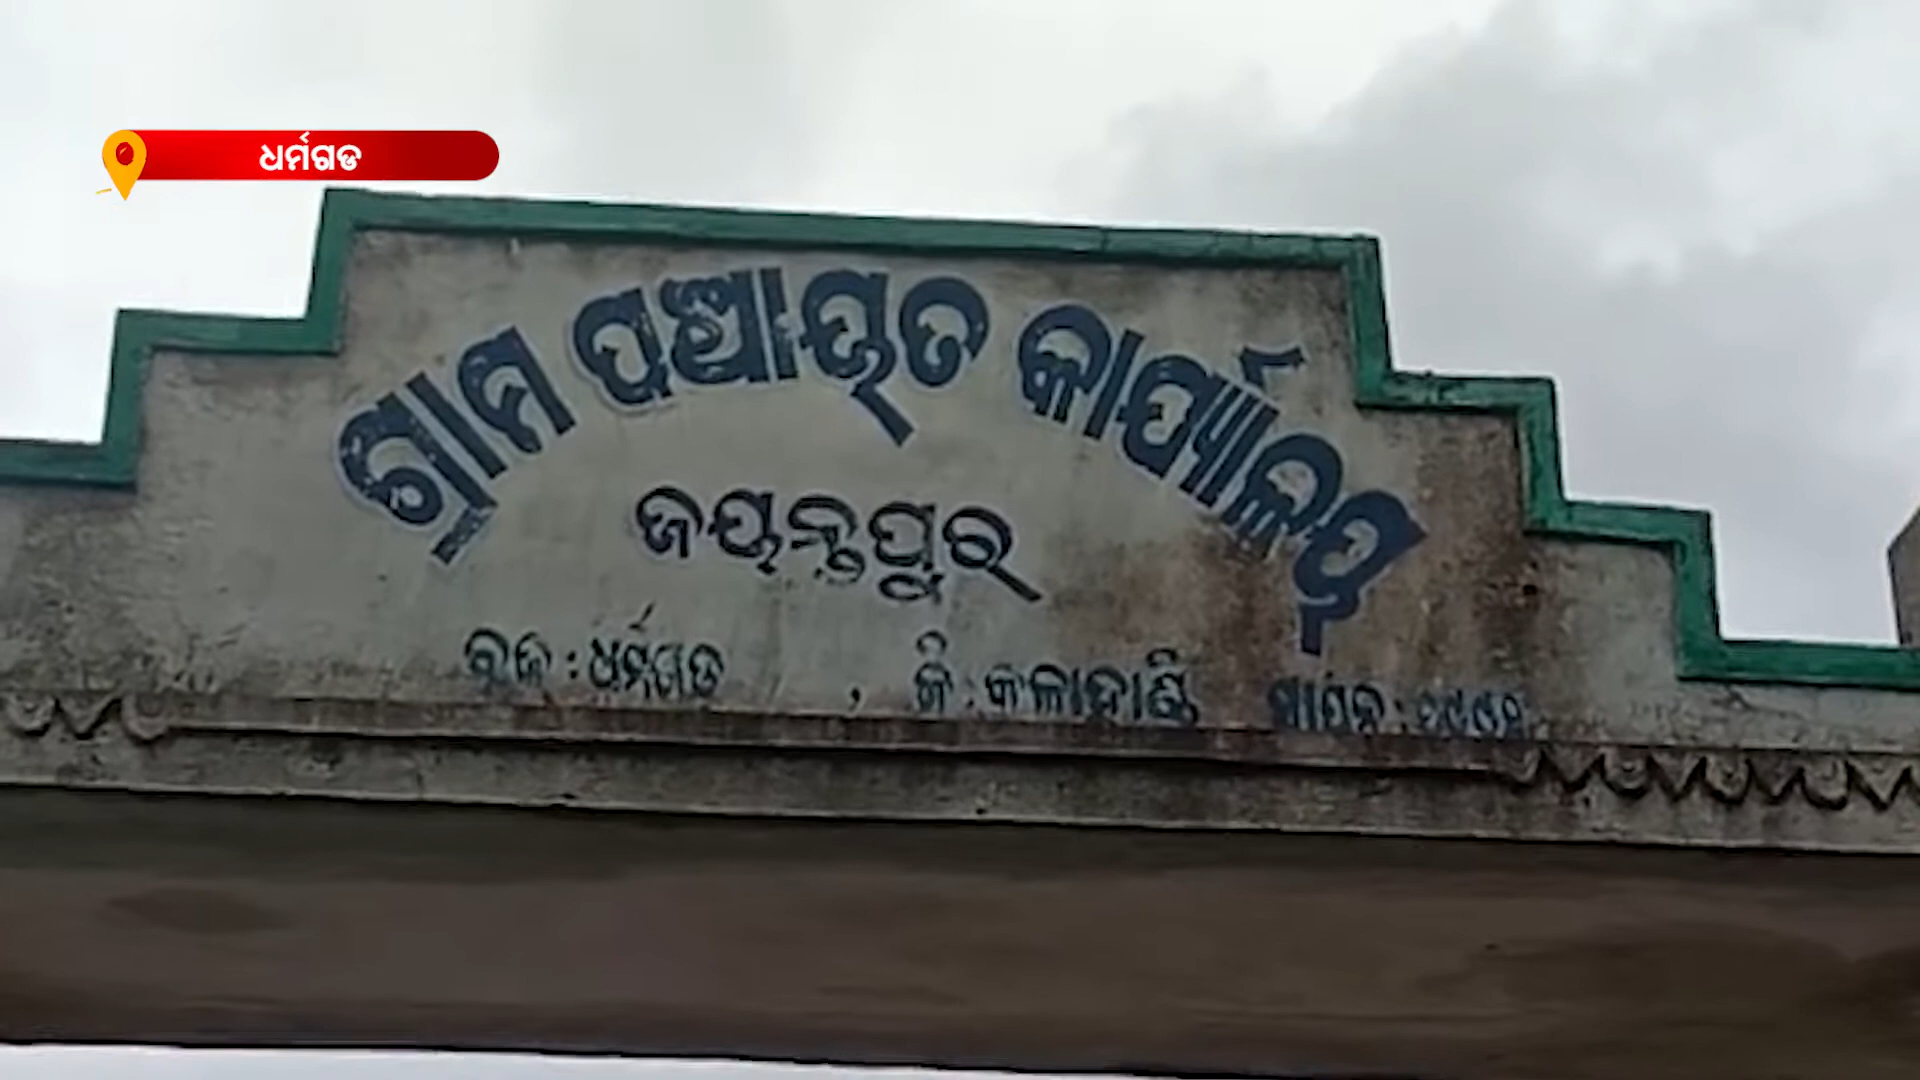 ଧର୍ମଗଡ
ଗ୍ରାମ ପଞ୍ଚାୟତ କାର୍ଯ୍ୟାଳୟ
ଜୟନ୍ତପୁର
ବ୍ଲକ : ଧର୍ମଗଡ , ଜି : କଳାହାଣ୍ଡି